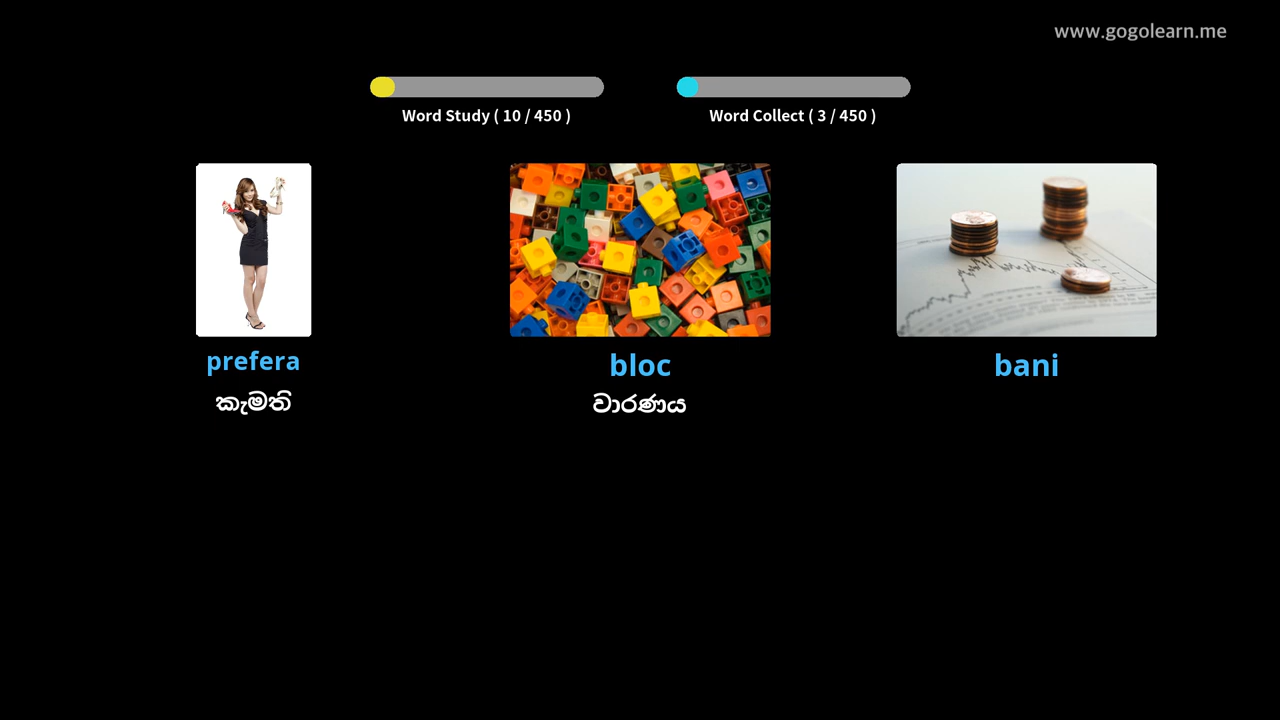 www.gogolearn.me
Word Study ( 10 / 450 )
Word Collect ( 3 / 450 )
prefera
කැමති
bloc
වාරණය
bani